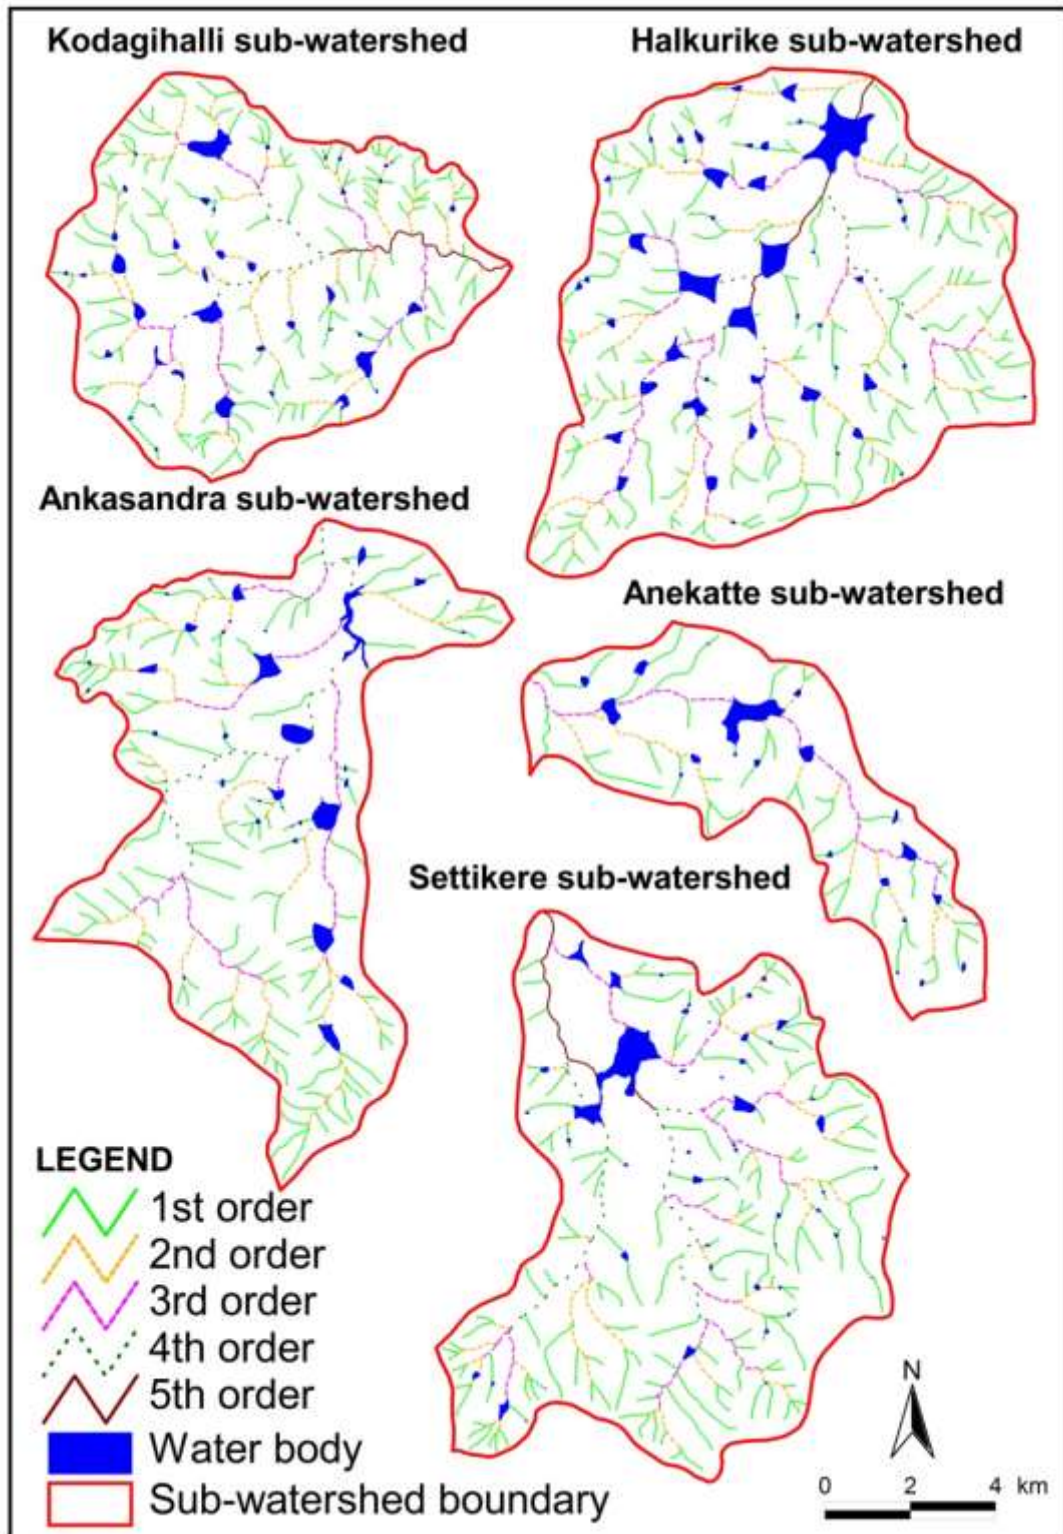 Kodagihalli sub-watershed
Halkurike sub-watershed
Ankasandra sub-watershed
Anekatte sub-watershed
Settikere sub-watershed
LEGEND
1st order
2nd order
3rd order
4th order
5th order
Water body
Sub-watershed boundary
N
0 2 4 km